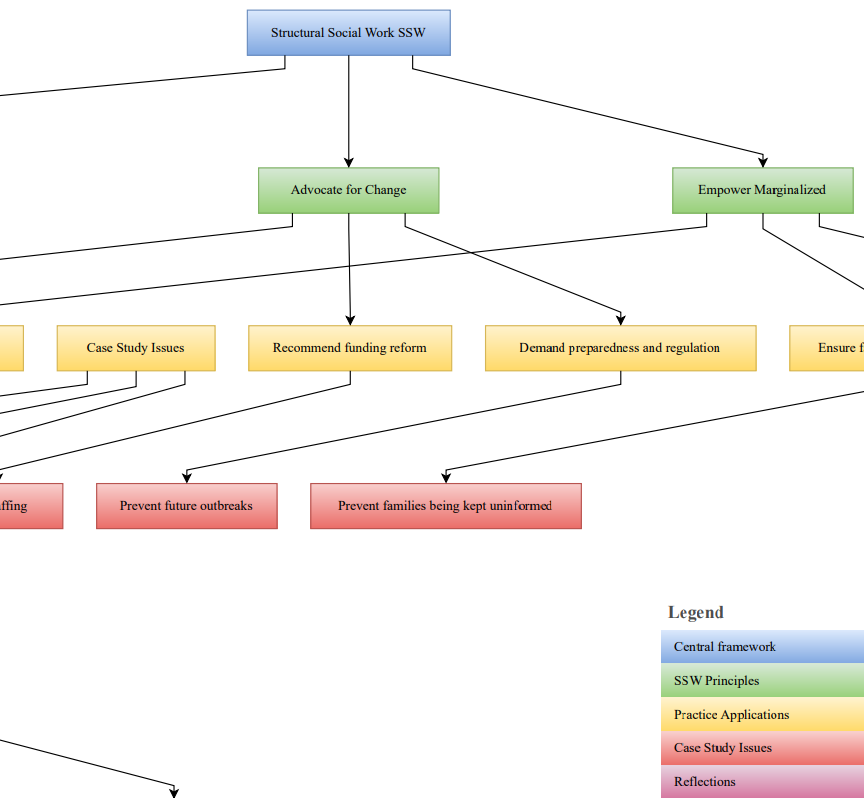 Structural Social Work SSW
Advocate for Change
Empower Marginalized
Case Study Issues
Recommend funding reform
Demand preparedness and regulation
Ensure f
ffing
Prevent future outbreaks
Prevent families being kept uninformed
Legend
Central framework
SSW Principles
Practice Applications
Case Study Issues
Reflections